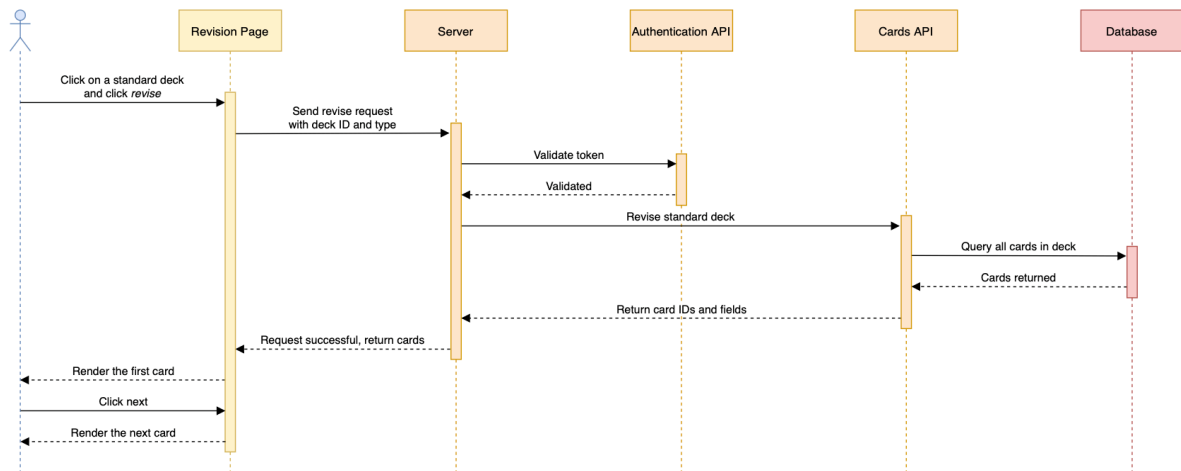 Revision Page
Server
Authentication API
Cards API
Database
Click on a standard deck
and click revise
Send revise request
with deck ID and type
Validate token
Validated
Revise standard deck
Query all cards in deck
Cards returned
Return card IDs and fields
Request successful, return cards
Render the first card
Click next
Render the next card